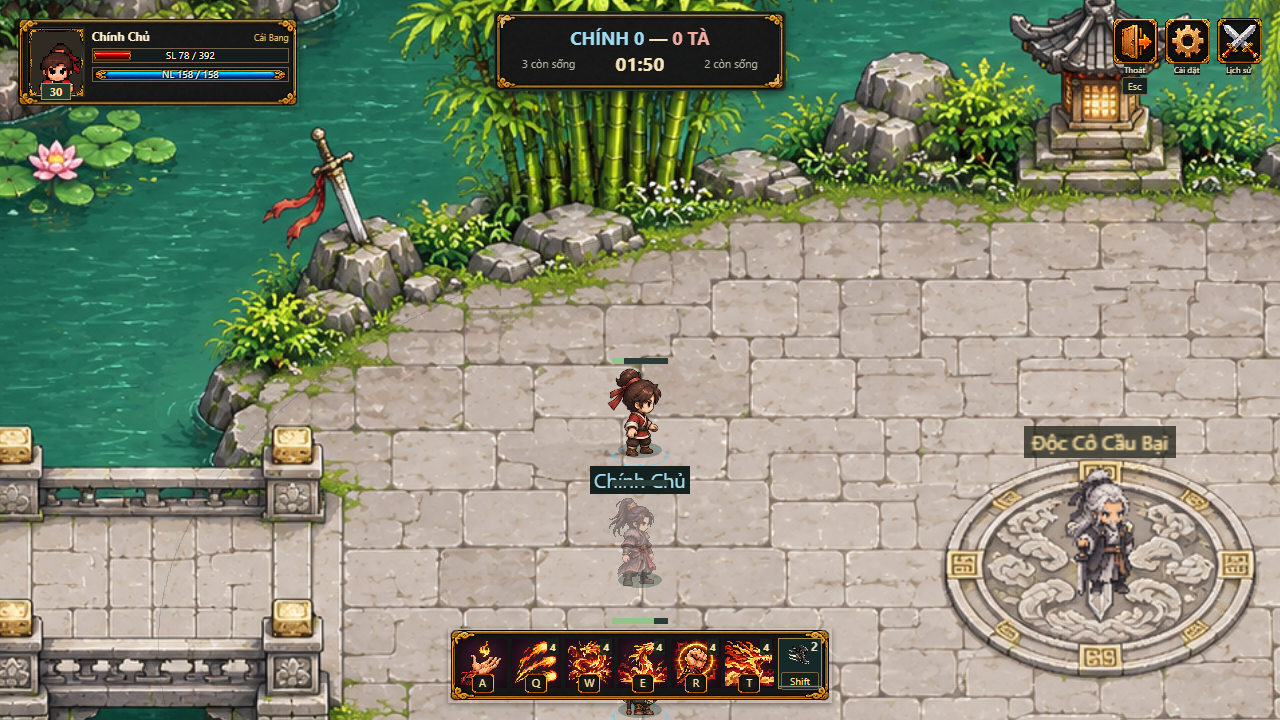 Chính Chủ
Cái Bang
SL 78 / 392
NL 158 / 158
30
CHÍNH 0 — 0 TÀ
3 còn sống
01:50
2 còn sống
Thoát
Cài đặt
Lịch sử
Esc
Độc Cô Cầu Bại
Chính Chủ
4
4
4
4
4
2
A
Q
W
E
R
T
Shift